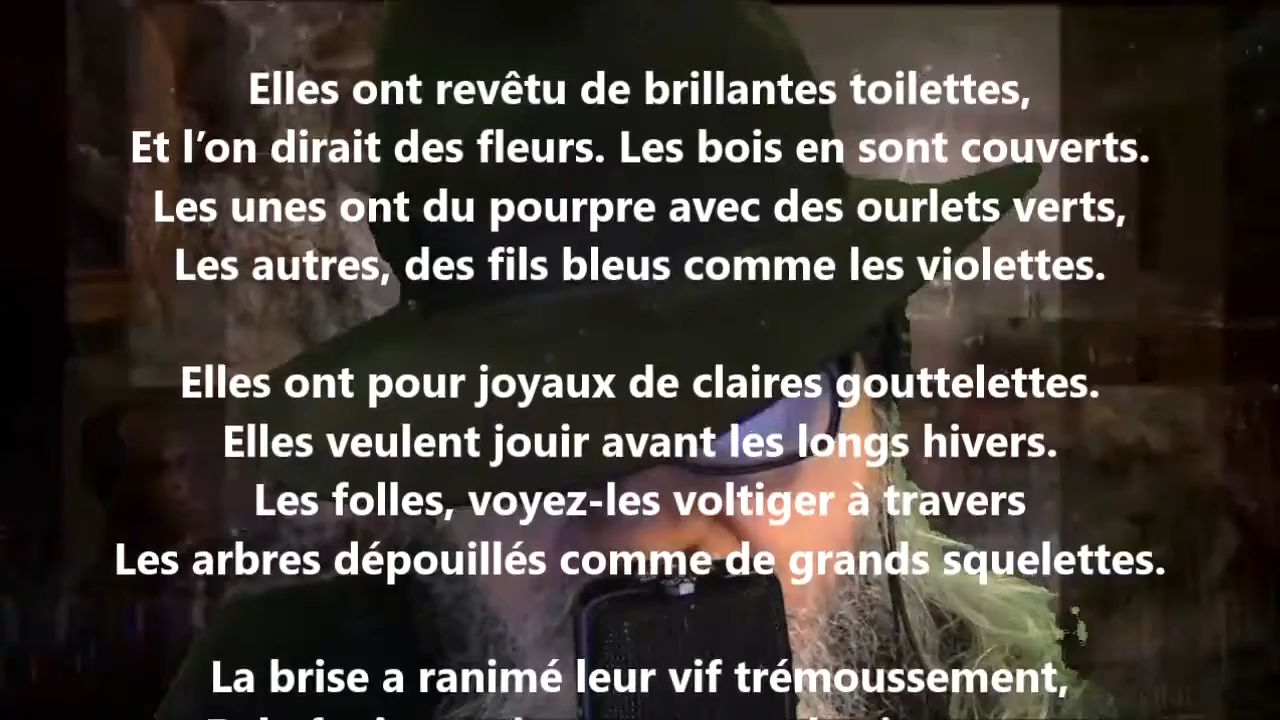 Elles ont revêtu de brillantes toilettes,
Et l’on dirait des fleurs. Les bois en sont couverts.
Les unes ont du pourpre avec des ourlets verts,
Les autres, des fils bleus comme les violettes.
Elles ont pour joyaux de claires gouttelettes.
Elles veulent jouir avant les longs hivers.
Les folles, voyez-les voltiger à travers
Les arbres dépouillés comme de grands squelettes.
La brise a ranimé leur vif trémoussement,